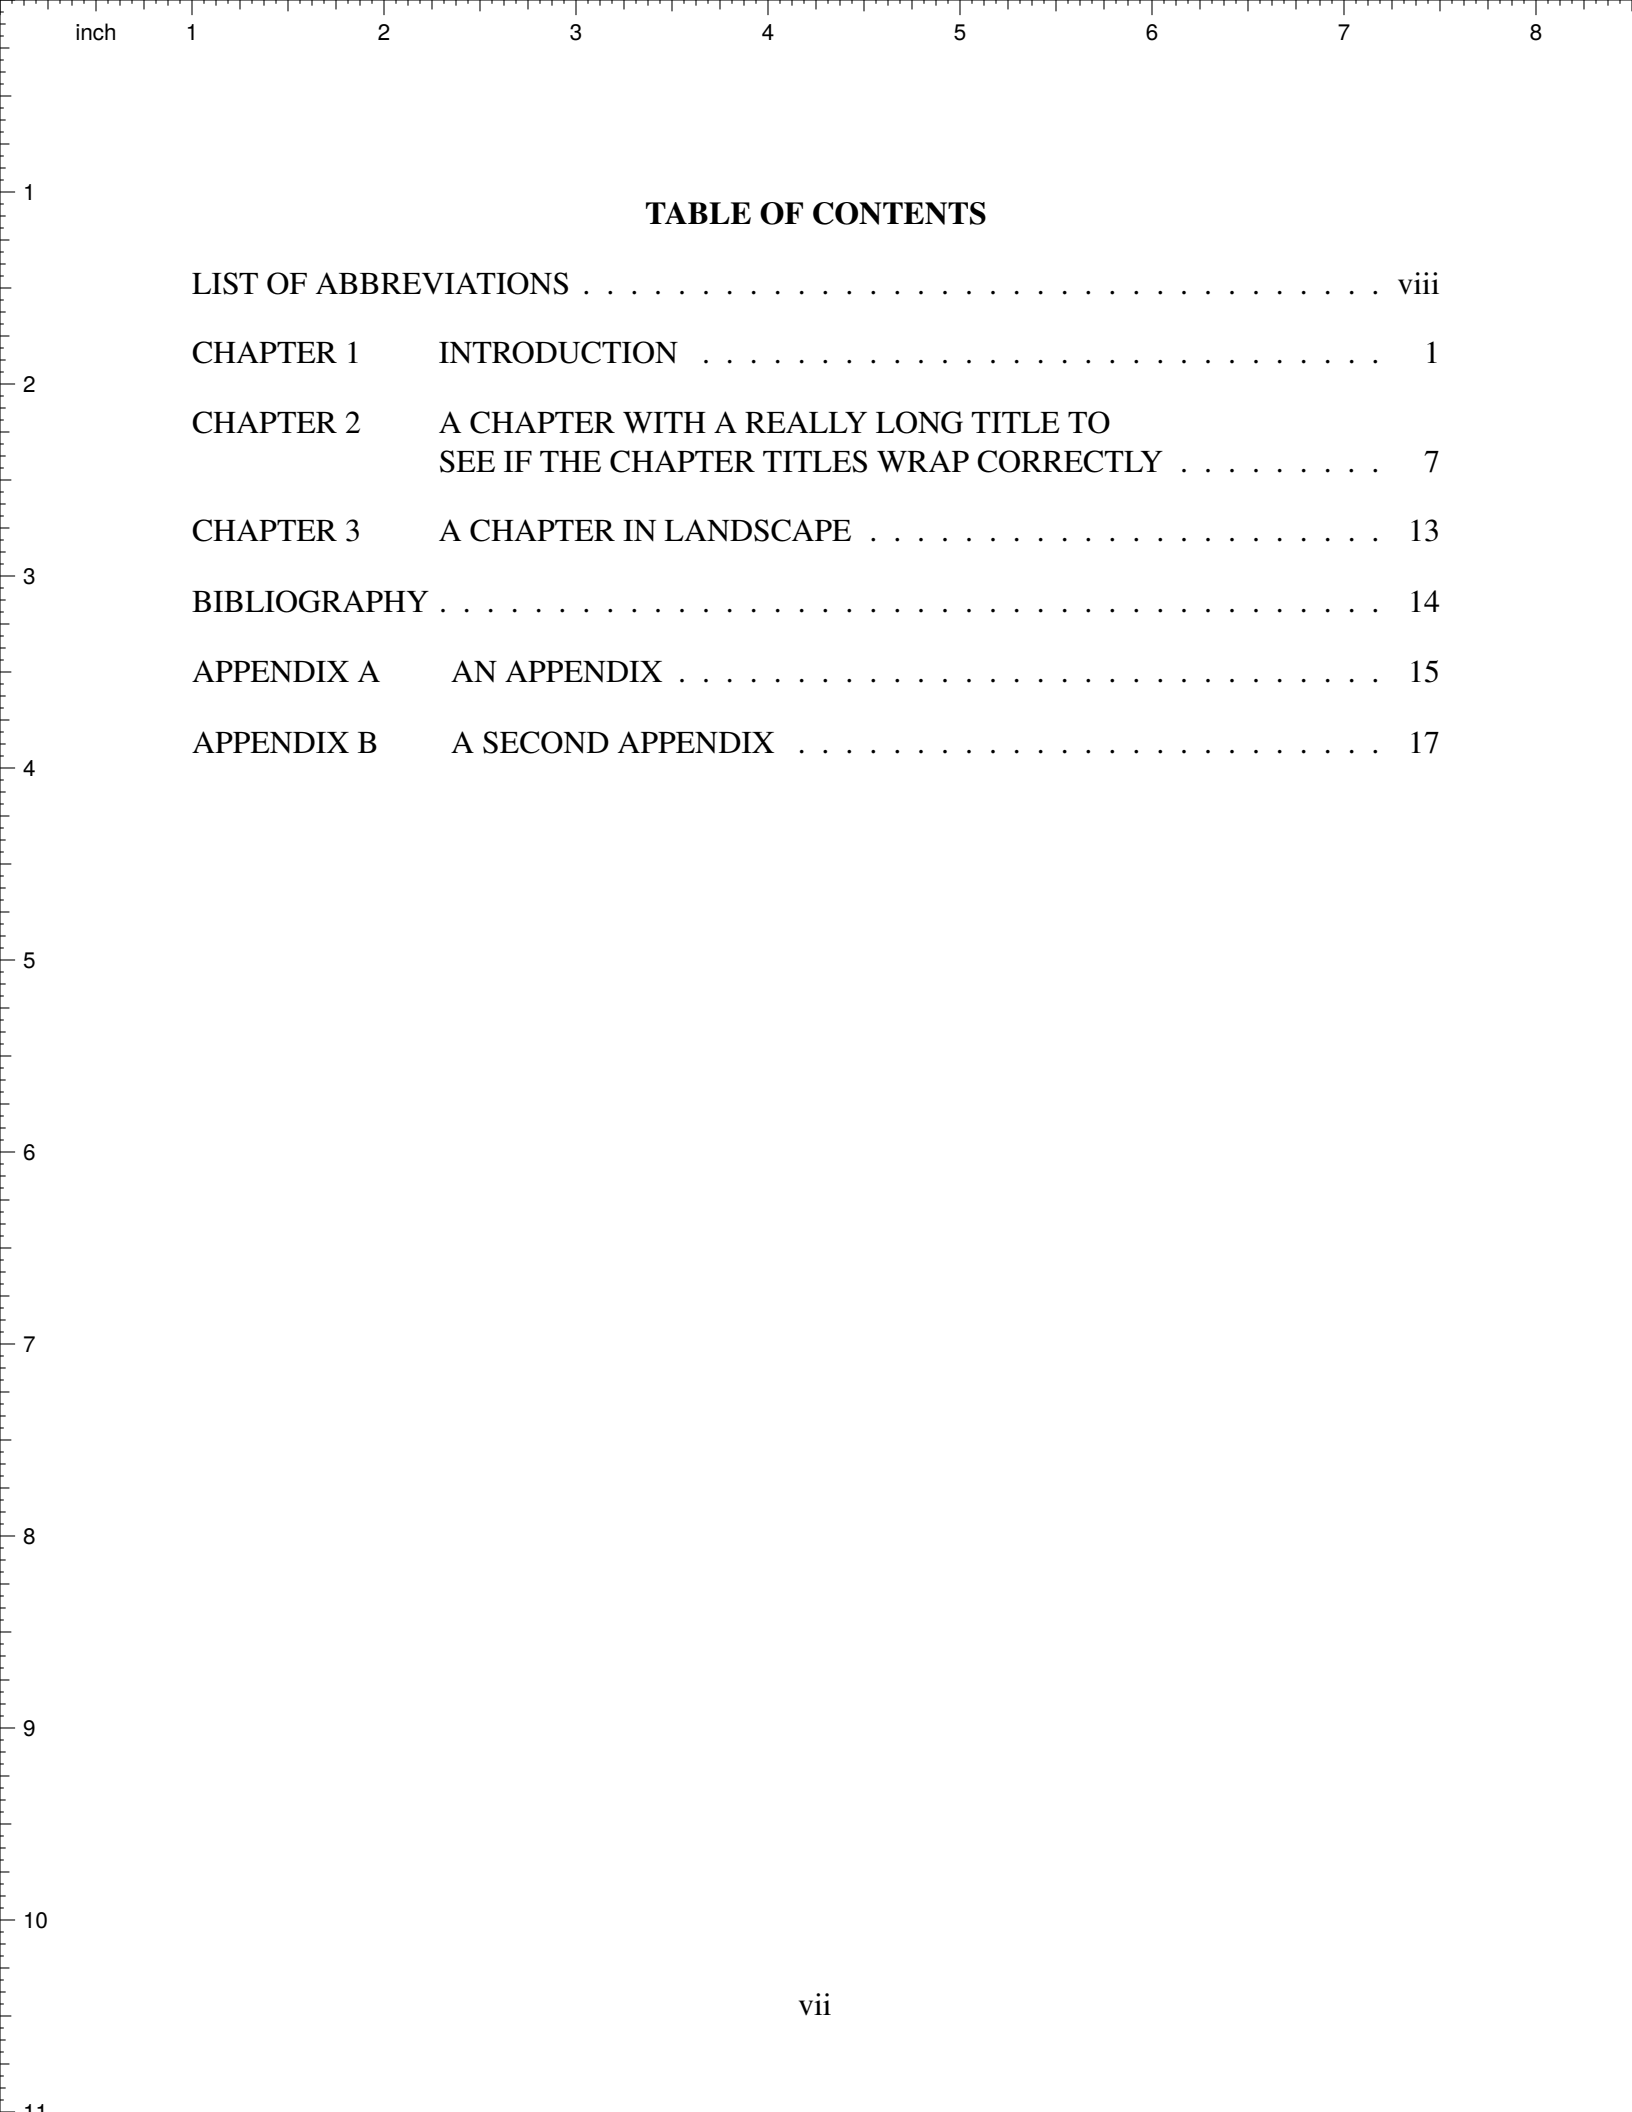 inch 1 2 3 4 5 6 7 8
1
TABLE OF CONTENTS
LIST OF ABBREVIATIONS . . . . . . . . . . . . . . . . . . . . . . . . . . . . . . . . . . viii
CHAPTER 1 INTRODUCTION . . . . . . . . . . . . . . . . . . . . . . . . . . . . . 1
2
CHAPTER 2 A CHAPTER WITH A REALLY LONG TITLE TO
SEE IF THE CHAPTER TITLES WRAP CORRECTLY . . . . . . . . . 7
CHAPTER 3 A CHAPTER IN LANDSCAPE . . . . . . . . . . . . . . . . . . . . . . 13
3
BIBLIOGRAPHY . . . . . . . . . . . . . . . . . . . . . . . . . . . . . . . . . . . . . . . . 14
APPENDIX A AN APPENDIX . . . . . . . . . . . . . . . . . . . . . . . . . . . . . . 15
APPENDIX B A SECOND APPENDIX . . . . . . . . . . . . . . . . . . . . . . . . . 17
4
5
6
7
8
9
10
vii
11